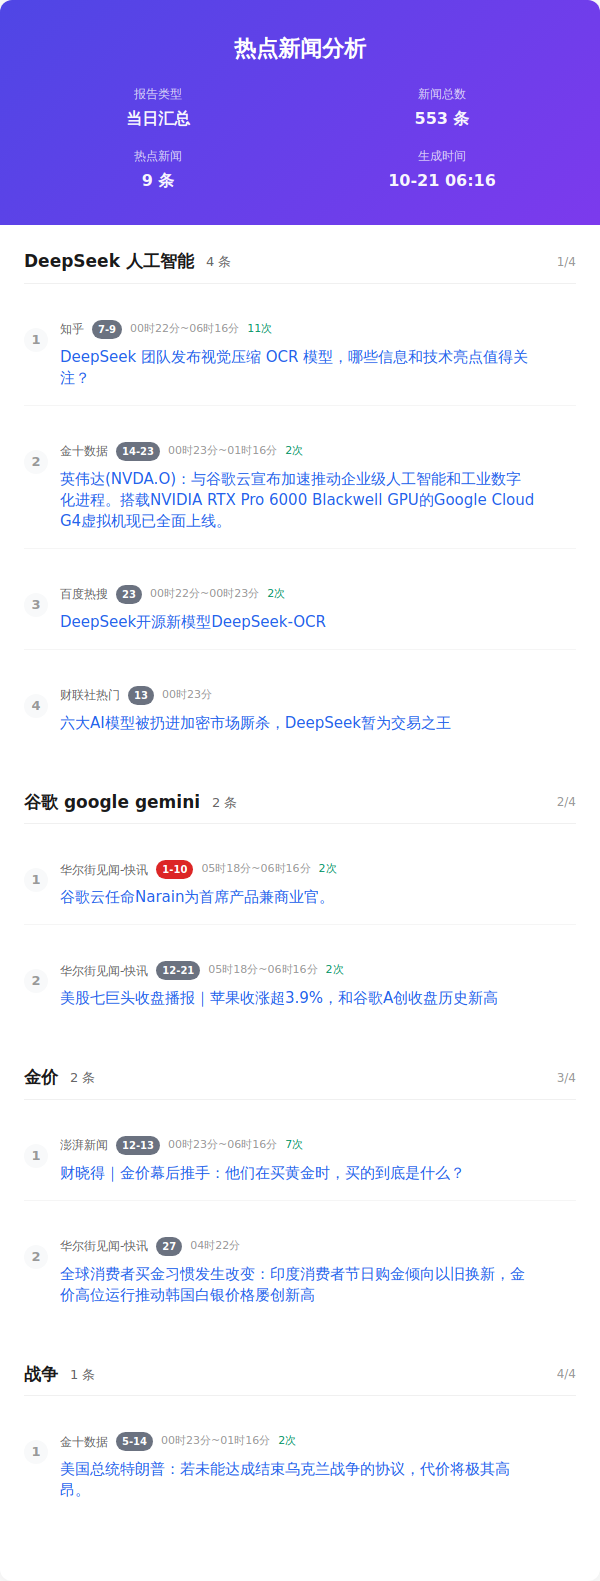 热点新闻分析
报告类型
新闻总数
当日汇总
553 条
热点新闻
生成时间
9 条
10-21 06:16
DeepSeek 人工智能 4 条 1/4
1 知乎 7-9 00时22分~06时16分 11次
DeepSeek 团队发布视觉压缩 OCR 模型，哪些信息和技术亮点值得关
注？
2 金十数据 14-23 00时23分~01时16分 2次
英伟达(NVDA.O)：与谷歌云宣布加速推动企业级人工智能和工业数字
化进程。搭载NVIDIA RTX Pro 6000 Blackwell GPU的Google Cloud
G4虚拟机现已全面上线。
3 百度热搜 23 00时22分~00时23分 2次
DeepSeek开源新模型DeepSeek-OCR
4 财联社热门 13 00时23分
六大AI模型被扔进加密市场厮杀，DeepSeek暂为交易之王
谷歌 google gemini 2 条 2/4
1 华尔街见闻-快讯 1-10 05时18分~06时16分 2次
谷歌云任命Narain为首席产品兼商业官。
2 华尔街见闻-快讯 12-21 05时18分~06时16分 2次
美股七巨头收盘播报｜苹果收涨超3.9%，和谷歌A创收盘历史新高
金价 2 条 3/4
1 澎湃新闻 12-13 00时23分~06时16分 7次
财晓得｜金价幕后推手：他们在买黄金时，买的到底是什么？
2 华尔街见闻-快讯 27 04时22分
全球消费者买金习惯发生改变：印度消费者节日购金倾向以旧换新，金
价高位运行推动韩国白银价格屡创新高
战争 1 条 4/4
1 金十数据 5-14 00时23分~01时16分 2次
美国总统特朗普：若未能达成结束乌克兰战争的协议，代价将极其高
昂。